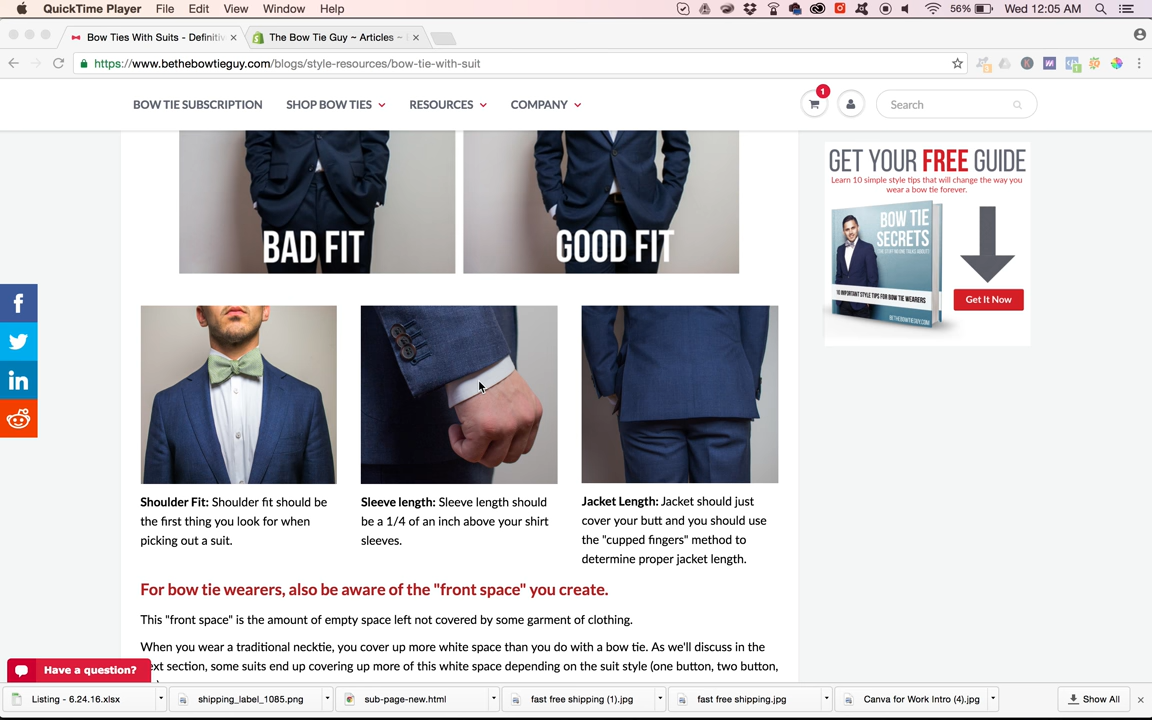 QuickTime Player File Edit View Window Help 56% Wed 12:05 AM
Bow Ties With Suits - Definitiv The Bow Tie Guy ~ Articles ~
https://www.bethebowtieguy.com/blogs/style-resources/bow-tie-with-suit
BOW TIE SUBSCRIPTION SHOP BOW TIES RESOURCES COMPANY 1 Search
BAD FIT GOOD FIT
GET YOUR FREE GUIDE
Learn 10 simple style tips that will change the way you
wear a bow tie forever.
BOW TIE
SECRETS
10 IMPORTANT STYLE TIPS FOR BOW TIE WEARERS
BETHEBOWTIEGUY.COM
Get It Now
Shoulder Fit: Shoulder fit should be
the first thing you look for when
picking out a suit.
Sleeve length: Sleeve length should
be a 1/4 of an inch above your shirt
sleeves.
Jacket Length: Jacket should just
cover your butt and you should use
the "cupped fingers" method to
determine proper jacket length.
For bow tie wearers, also be aware of the "front space" you create.
This "front space" is the amount of empty space left not covered by some garment of clothing.
When you wear a traditional necktie, you cover up more white space than you do with a bow tie. As we'll discuss in the
ext section, some suits end up covering up more of this white space depending on the suit style (one button, two button,
Have a question?
Listing - 6.24.16.xlsx shipping_label_1085.png sub-page-new.html fast free shipping (1).jpg fast free shipping.jpg Canva for Work Intro (4).jpg Show All